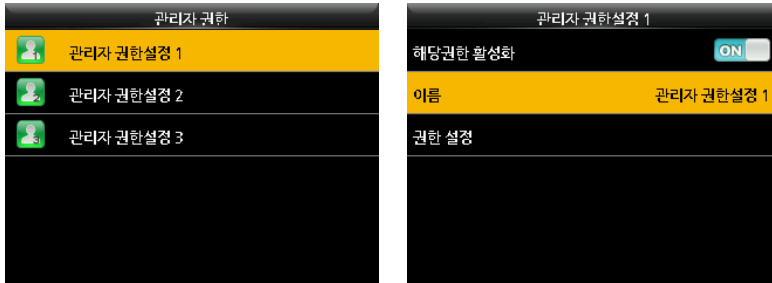 관리자 권한
관리자 권한설정 1
관리자 권한설정 2
관리자 권한설정 3
관리자 권한설정 1
해당권한 활성화 ON
이름 관리자 권한설정 1
권한 설정